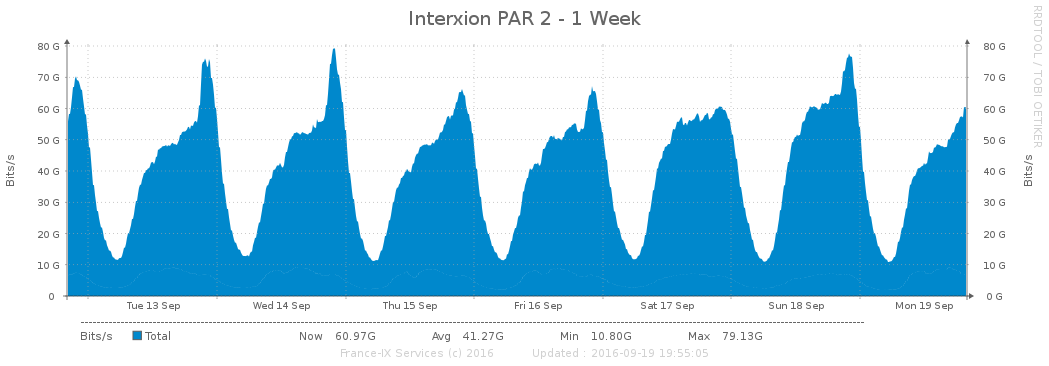 Interxion PAR 2 - 1 Week
RRDTOOL / TOBI OETIKER
Bits/s
80 G 80 G
70 G 70 G
60 G 60 G
50 G 50 G
40 G 40 G
30 G 30 G
20 G 20 G
10 G 10 G
0 0 G
Bits/s
Tue 13 Sep Wed 14 Sep Thu 15 Sep Fri 16 Sep Sat 17 Sep Sun 18 Sep Mon 19 Sep
Bits/s Total Now 60.97G Avg 41.27G Min 10.80G Max 79.13G
France-IX Services (c) 2016 Updated : 2016-09-19 19:55:05